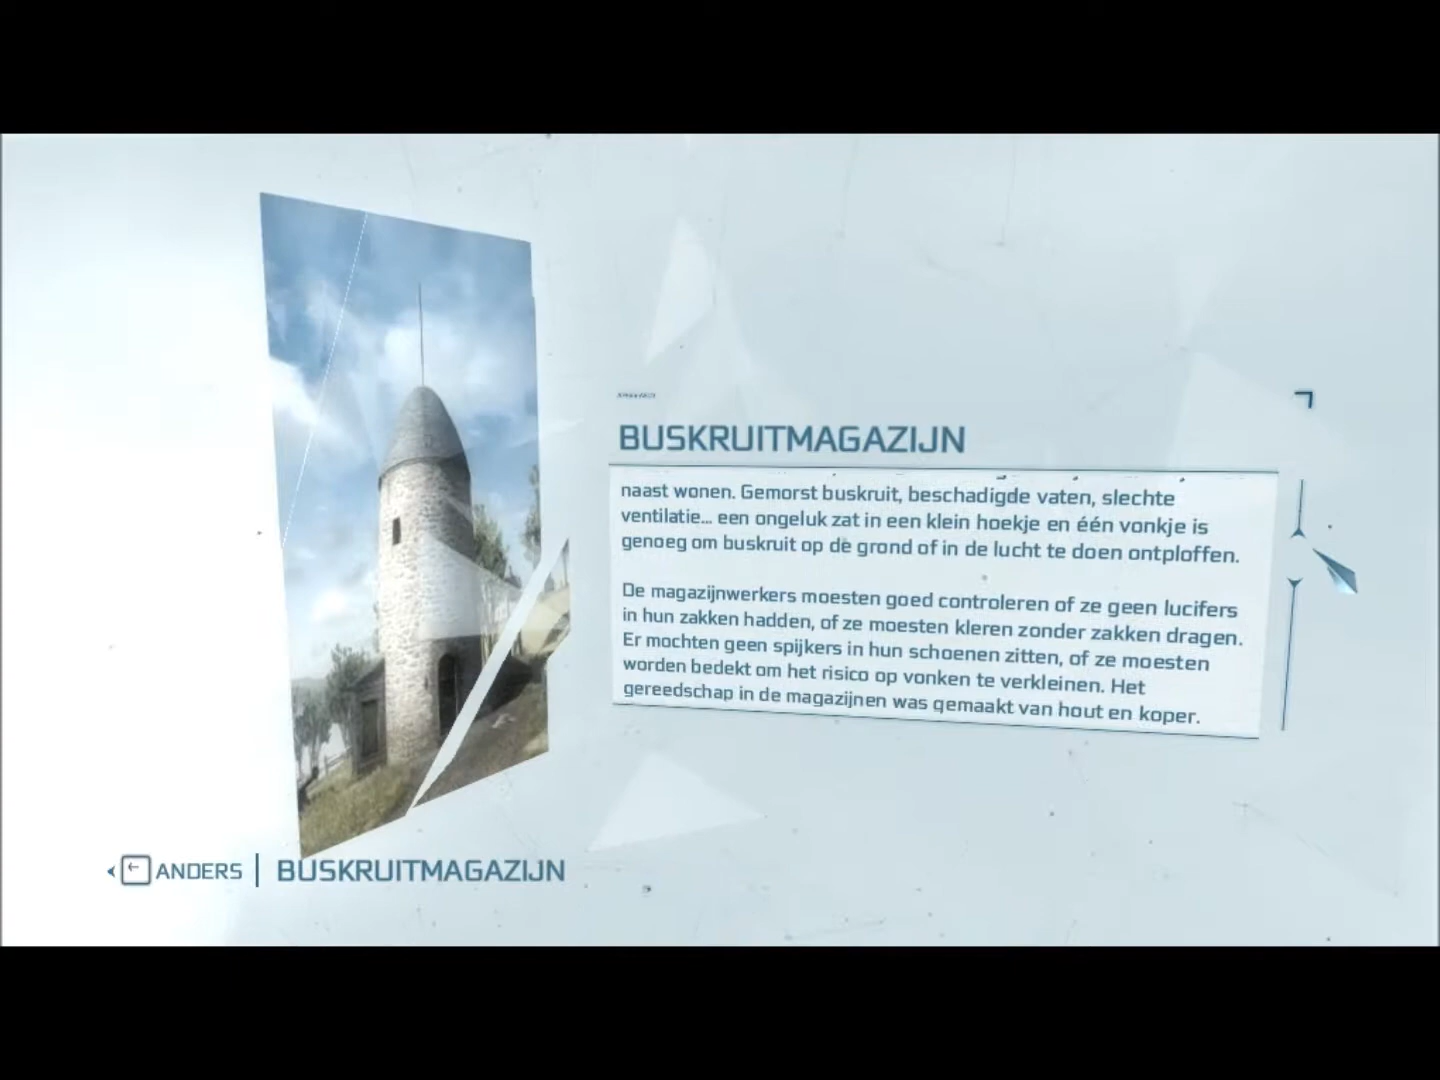 BUSKRUITMAGAZIJN
naast wonen. Gemorst buskruit, beschadigde vaten, slechte
ventilatie... een ongeluk zat in een klein hoekje en één vonkje is
genoeg om buskruit op de grond of in de lucht te doen ontploffen.
De magazijnwerkers moesten goed controleren of ze geen lucifers
in hun zakken hadden, of ze moesten kleren zonder zakken dragen.
Er mochten geen spijkers in hun schoenen zitten, of ze moesten
worden bedekt om het risico op vonken te verkleinen. Het
gereedschap in de magazijnen was gemaakt van hout en koper.
ANDERS | BUSKRUITMAGAZIJN